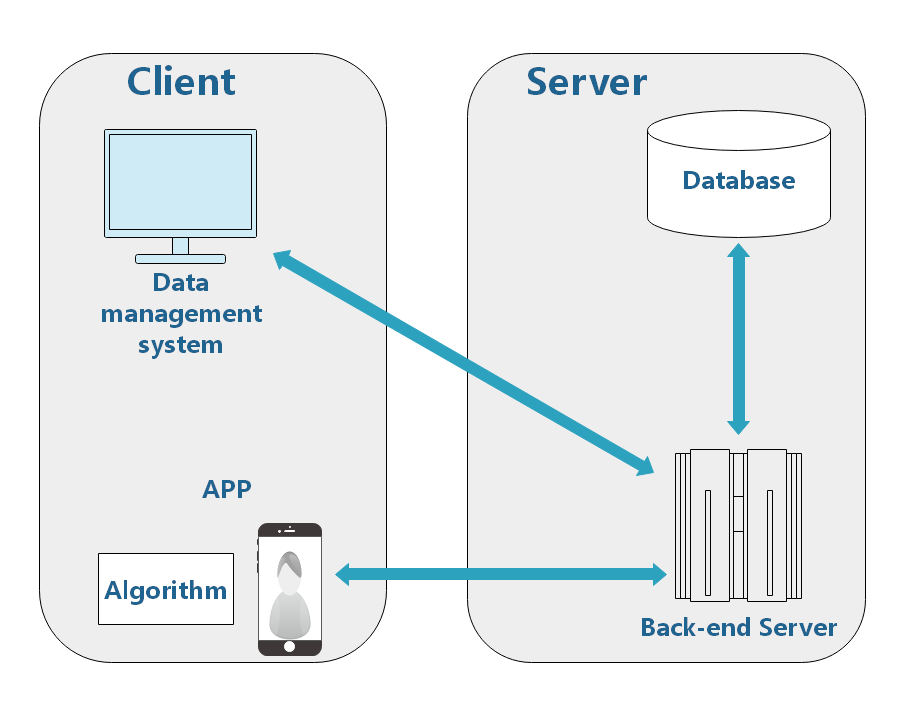 Client
Server
Database
Data
management
system
APP
Algorithm
Back-end Server